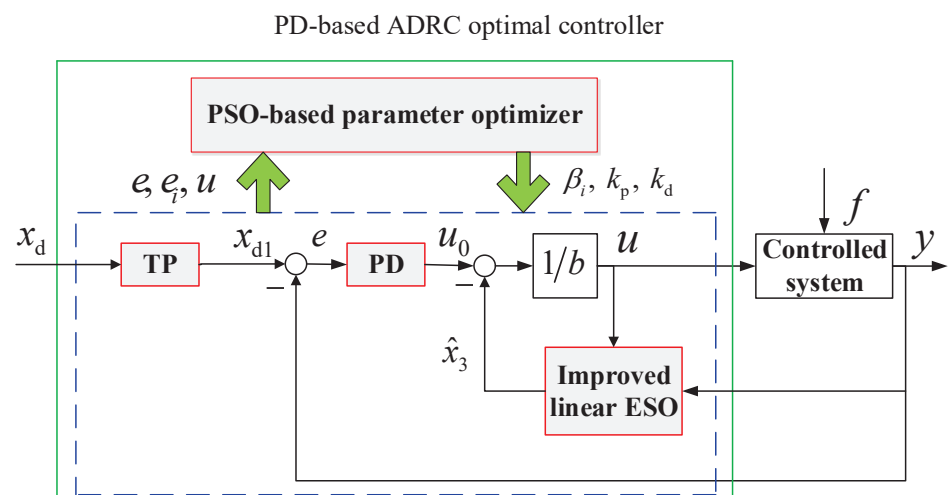 PD-based ADRC optimal controller
PSO-based parameter optimizer
e, e_i, u
β_i, k_p, k_d
x_d
TP
x_d1
−
e
PD
u_0
−
1/b
u
f
Controlled
system
y
x̂_3
Improved
linear ESO